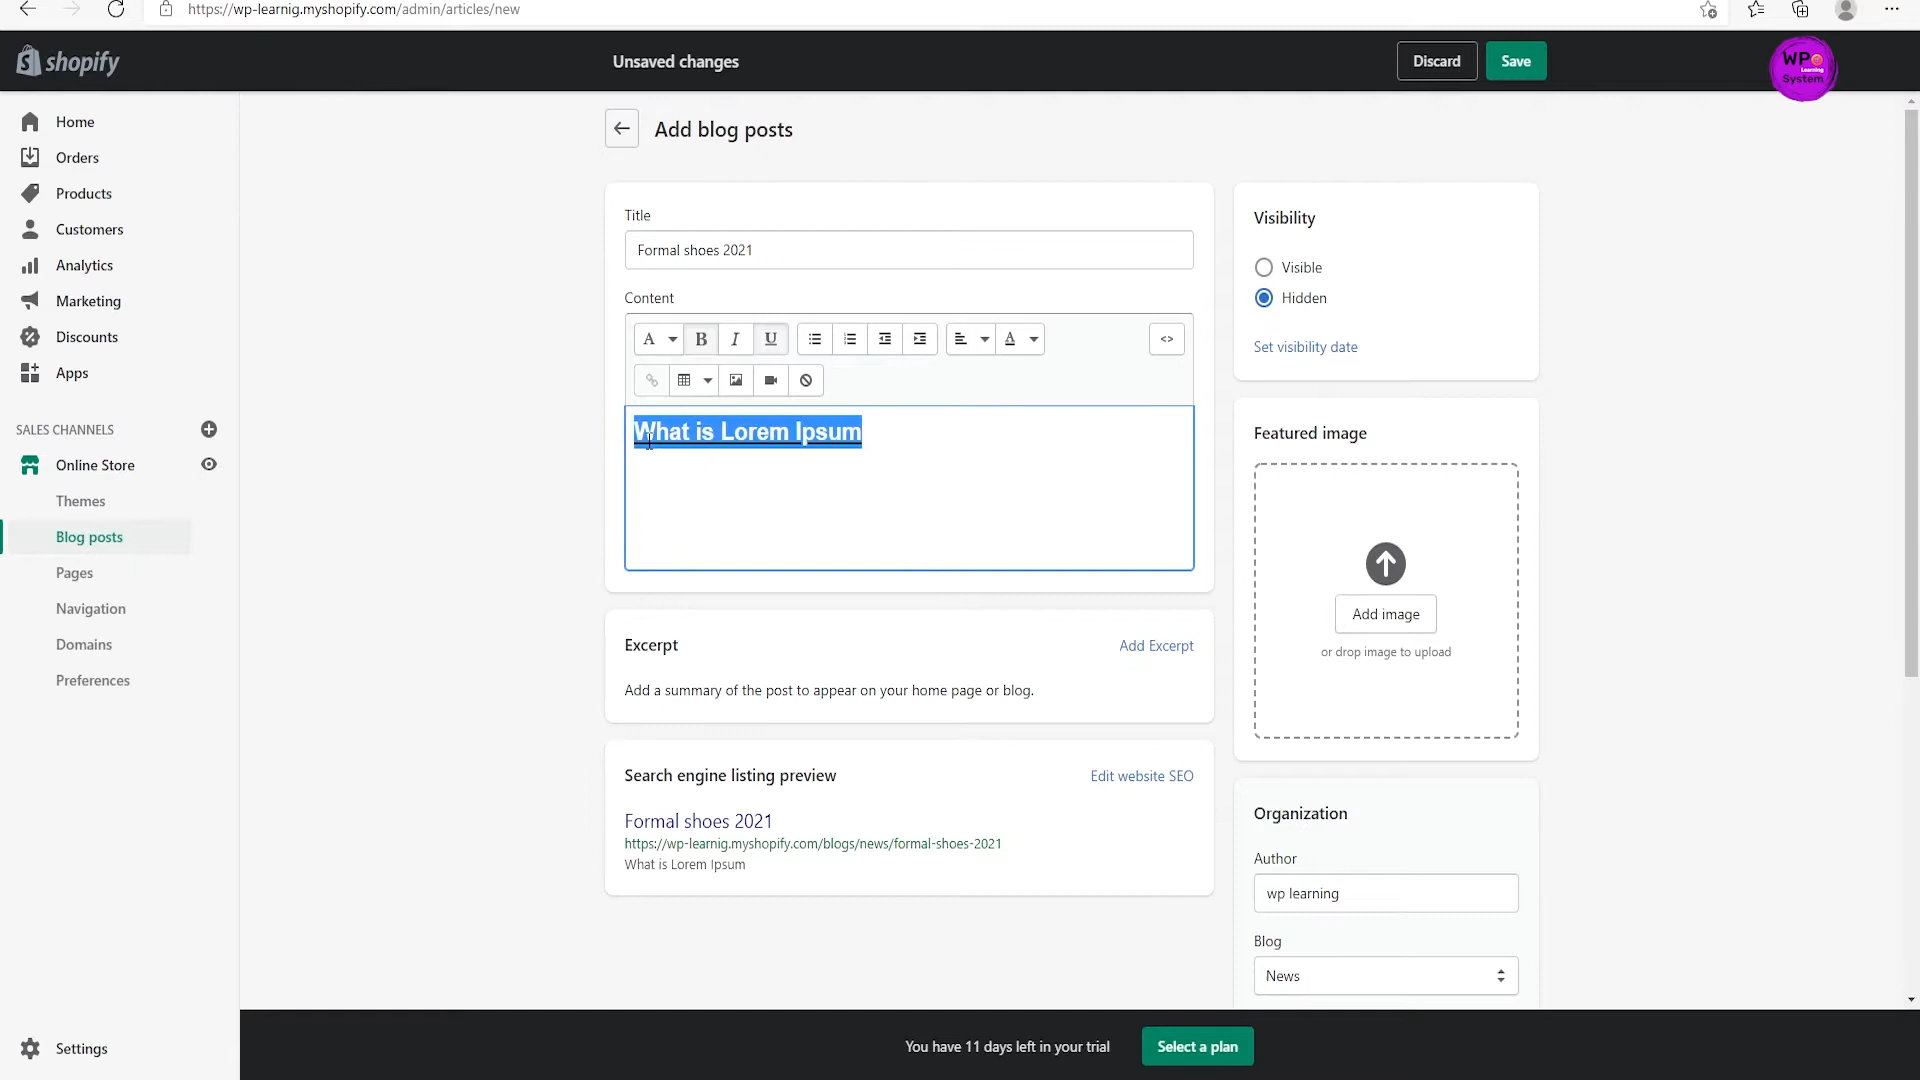 https://wp-learnig.myshopify.com/admin/articles/new
shopify
Unsaved changes
Discard
Save
WP
Learning
System
Home
Orders
Products
Customers
Analytics
Marketing
Discounts
Apps
SALES CHANNELS
Online Store
Themes
Blog posts
Pages
Navigation
Domains
Preferences
Settings
Add blog posts
Title
Formal shoes 2021
Content
A
B
I
U
A
<>
What is Lorem Ipsum
Excerpt
Add Excerpt
Add a summary of the post to appear on your home page or blog.
Search engine listing preview
Edit website SEO
Formal shoes 2021
https://wp-learnig.myshopify.com/blogs/news/formal-shoes-2021
What is Lorem Ipsum
Visibility
Visible
Hidden
Set visibility date
Featured image
Add image
or drop image to upload
Organization
Author
wp learning
Blog
News
You have 11 days left in your trial
Select a plan